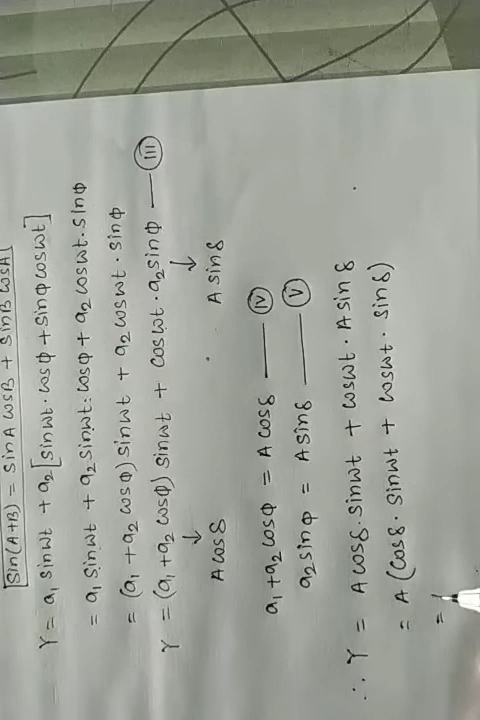 Sin(A+B) = sinA cosB + sinB cosA
Y = a₁ sinωt + a₂ [sinωt · cosφ + sinφ cosωt]
= a₁ sinωt + a₂ sinωt · cosφ + a₂ cosωt · sinφ
= (a₁ + a₂ cosφ) sinωt + a₂ cosωt · sinφ
Y = (a₁ + a₂ cosφ) sinωt + cosωt · a₂ sinφ — (III)
↓ ↓
A cosδ A sinδ
a₁ + a₂ cosφ = A cosδ — (IV)
a₂ sinφ = A sinδ — (V)
∴ Y = A cosδ · sinωt + cosωt · A sinδ
= A (cosδ · sinωt + cosωt · sinδ)
= (